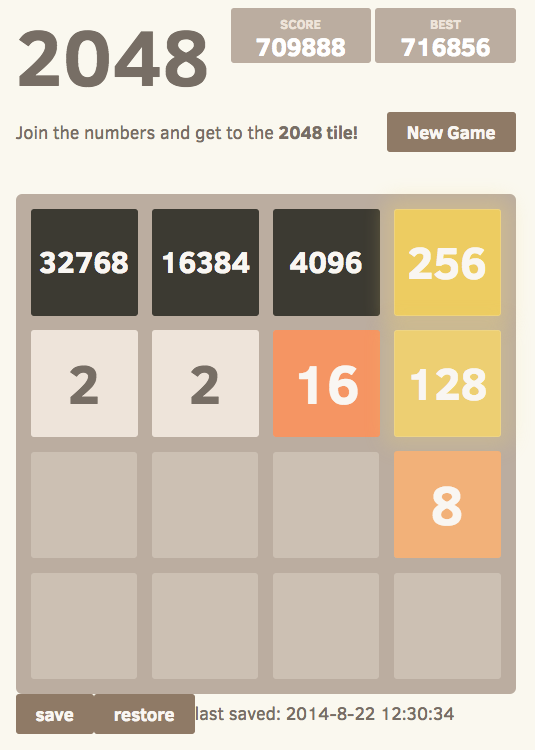 2048
SCORE
709888
BEST
716856
Join the numbers and get to the 2048 tile!
New Game
32768 16384 4096 256
2 2 16 128
8
save restore last saved: 2014-8-22 12:30:34